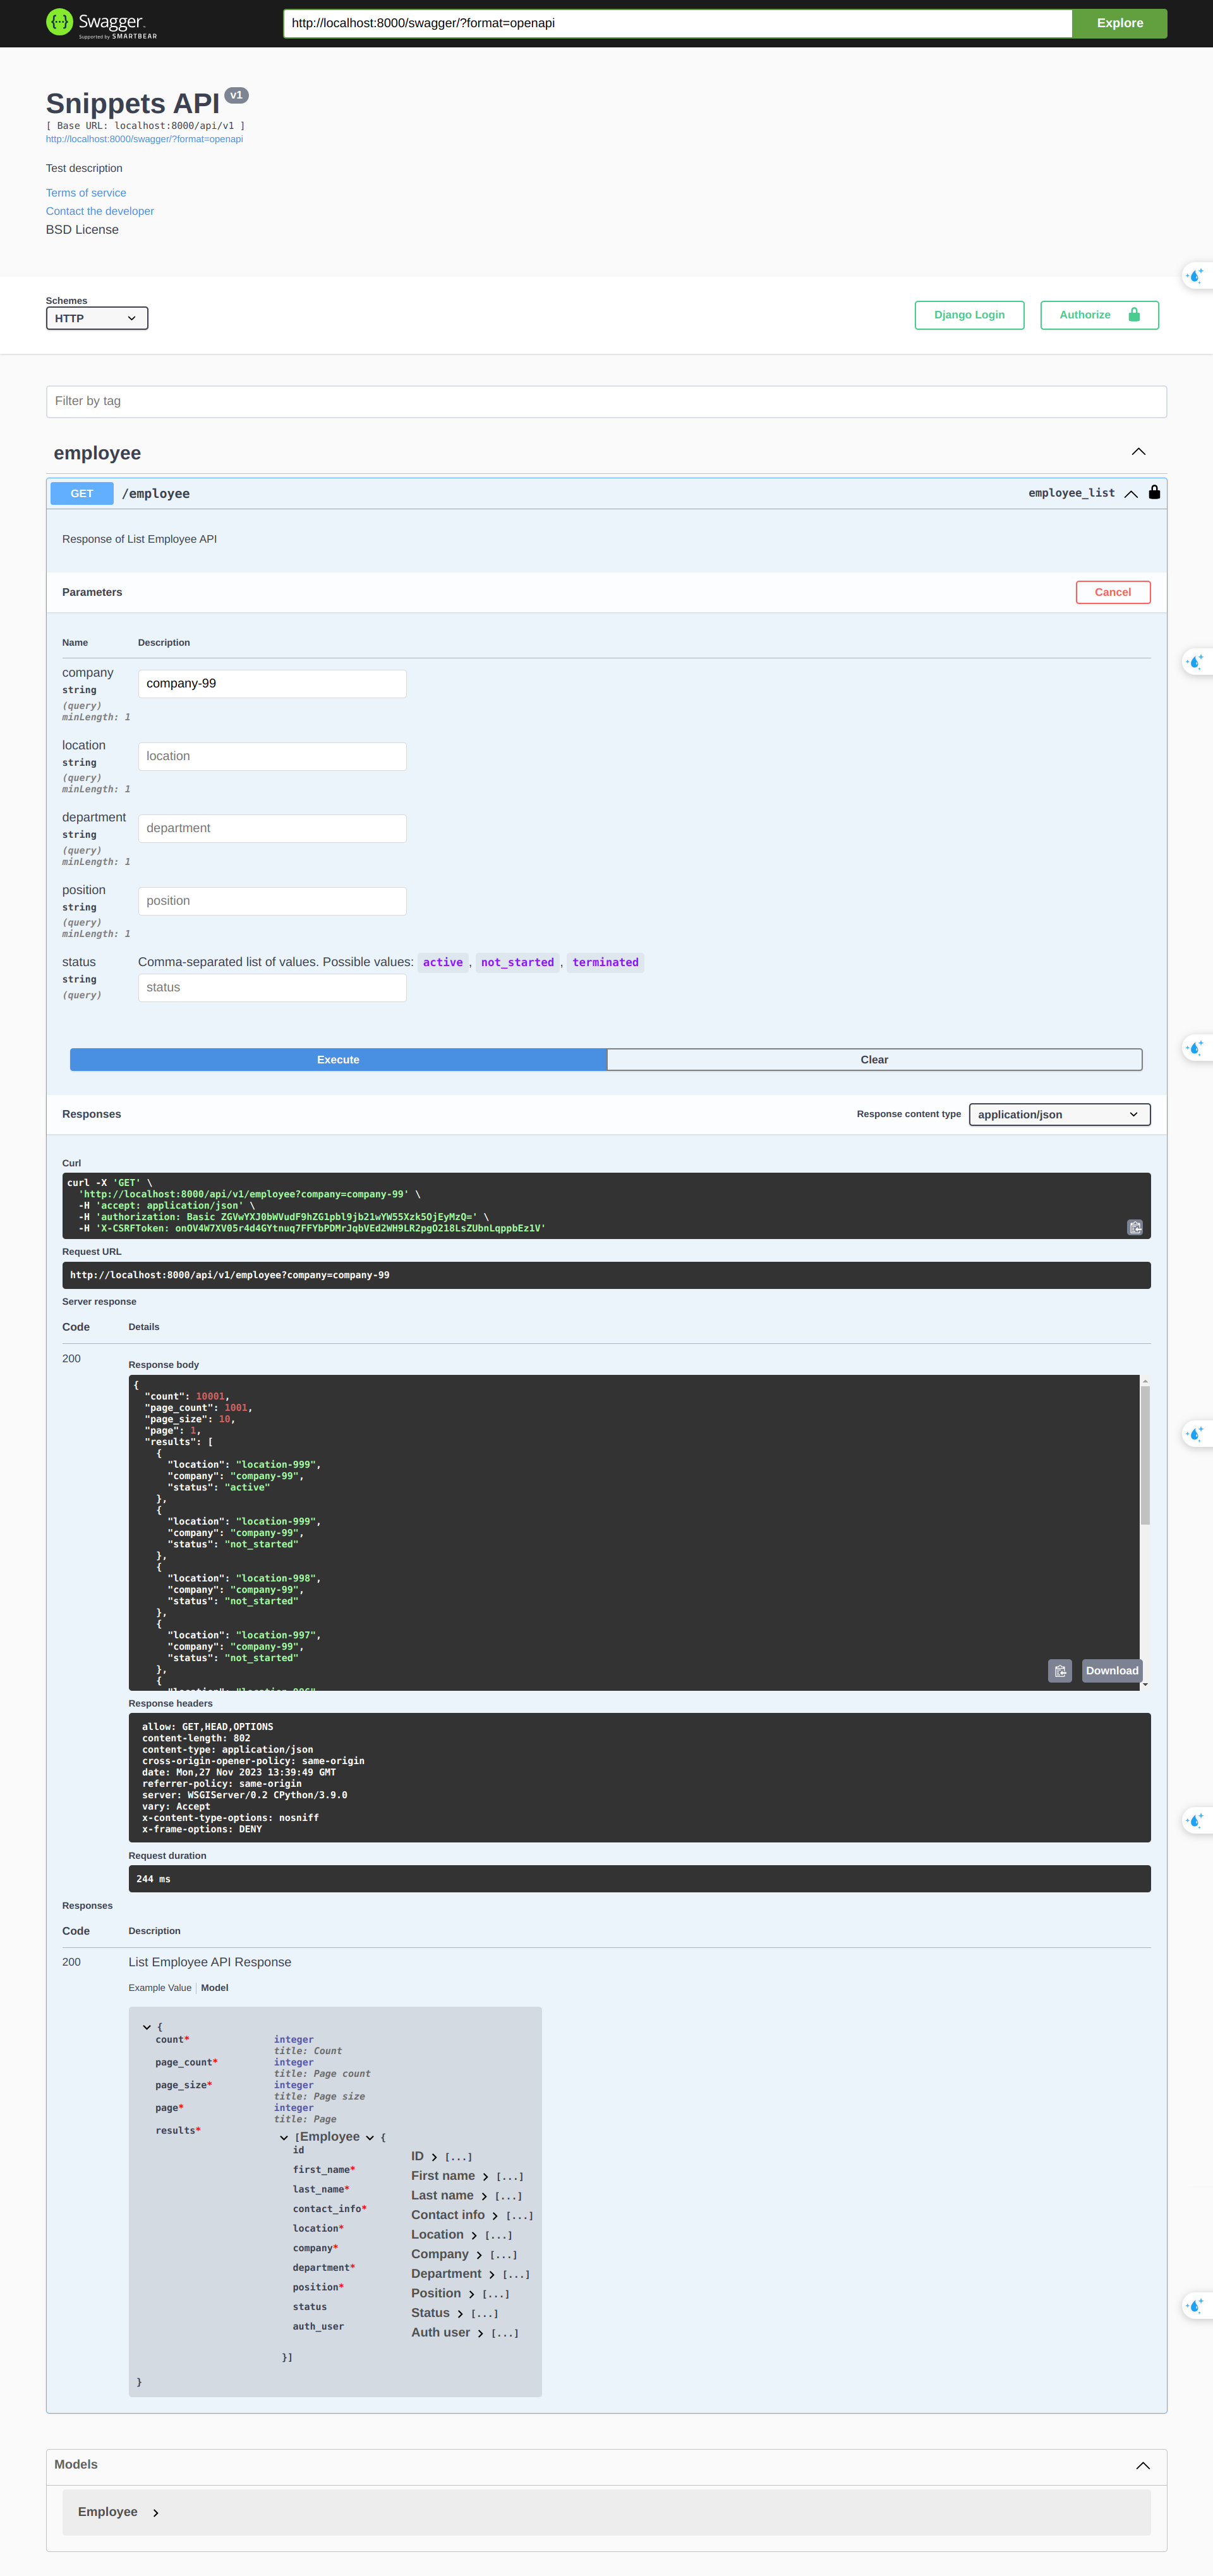 Swagger
Supported by SMARTBEAR
http://localhost:8000/swagger/?format=openapi
Explore
Snippets API v1
[ Base URL: localhost:8000/api/v1 ]
http://localhost:8000/swagger/?format=openapi
Test description
Terms of service
Contact the developer
BSD License
Schemes
HTTP
Django Login
Authorize
Filter by tag
employee
GET /employee employee_list
Response of List Employee API
Parameters
Cancel
Name Description
company
string
(query)
minLength: 1
company-99
location
string
(query)
minLength: 1
location
department
string
(query)
minLength: 1
department
position
string
(query)
minLength: 1
position
status
string
(query)
Comma-separated list of values. Possible values: active, not_started, terminated
status
Execute
Clear
Responses
Response content type application/json
Curl
curl -X 'GET' \
'http://localhost:8000/api/v1/employee?company=company-99' \
-H 'accept: application/json' \
-H 'authorization: Basic ZGVwYXJ0bWVudF9hZG1pbl9jb21wYW55Xzk5OjEyMzQ=' \
-H 'X-CSRFToken: onOV4W7XV05r4d4GYtnuq7FFYbPDMrJqbVEd2WH9LR2pgO218LsZUbnLqppbEz1V'
Request URL
http://localhost:8000/api/v1/employee?company=company-99
Server response
Code Details
200
Response body
{
"count": 10001,
"page_count": 1001,
"page_size": 10,
"page": 1,
"results": [
{
"location": "location-999",
"company": "company-99",
"status": "active"
},
{
"location": "location-999",
"company": "company-99",
"status": "not_started"
},
{
"location": "location-998",
"company": "company-99",
"status": "not_started"
},
{
"location": "location-997",
"company": "company-99",
"status": "not_started"
},
{
"location": "location-996",
Download
Response headers
allow: GET,HEAD,OPTIONS
content-length: 802
content-type: application/json
cross-origin-opener-policy: same-origin
date: Mon,27 Nov 2023 13:39:49 GMT
referrer-policy: same-origin
server: WSGIServer/0.2 CPython/3.9.0
vary: Accept
x-content-type-options: nosniff
x-frame-options: DENY
Request duration
244 ms
Responses
Code Description
200 List Employee API Response
Example Value Model
{
count* integer
title: Count
page_count* integer
title: Page count
page_size* integer
title: Page size
page* integer
title: Page
results* [Employee {
id ID [...]
first_name* First name [...]
last_name* Last name [...]
contact_info* Contact info [...]
location* Location [...]
company* Company [...]
department* Department [...]
position* Position [...]
status Status [...]
auth_user Auth user [...]
}]
}
Models
Employee